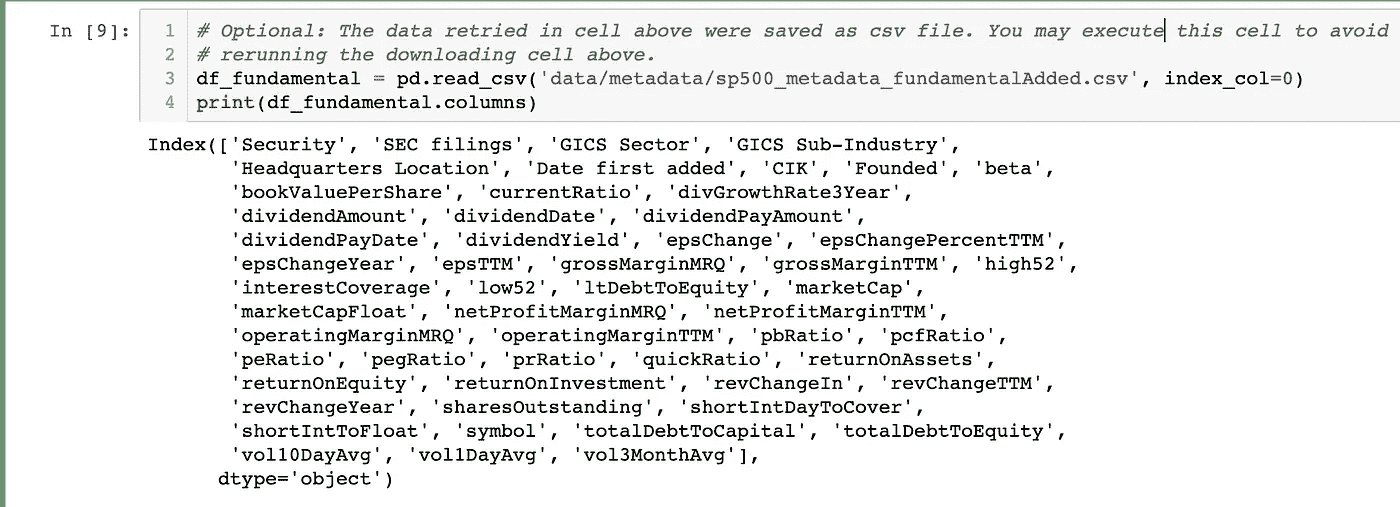 In [9]:
1 # Optional: The data retried in cell above were saved as csv file. You may execute this cell to avoid
2 # rerunning the downloading cell above.
3 df_fundamental = pd.read_csv('data/metadata/sp500_metadata_fundamentalAdded.csv', index_col=0)
4 print(df_fundamental.columns)
Index(['Security', 'SEC filings', 'GICS Sector', 'GICS Sub-Industry',
'Headquarters Location', 'Date first added', 'CIK', 'Founded', 'beta',
'bookValuePerShare', 'currentRatio', 'divGrowthRate3Year',
'dividendAmount', 'dividendDate', 'dividendPayAmount',
'dividendPayDate', 'dividendYield', 'epsChange', 'epsChangePercentTTM',
'epsChangeYear', 'epsTTM', 'grossMarginMRQ', 'grossMarginTTM', 'high52',
'interestCoverage', 'low52', 'ltDebtToEquity', 'marketCap',
'marketCapFloat', 'netProfitMarginMRQ', 'netProfitMarginTTM',
'operatingMarginMRQ', 'operatingMarginTTM', 'pbRatio', 'pcfRatio',
'peRatio', 'pegRatio', 'prRatio', 'quickRatio', 'returnOnAssets',
'returnOnEquity', 'returnOnInvestment', 'revChangeIn', 'revChangeTTM',
'revChangeYear', 'sharesOutstanding', 'shortIntDayToCover',
'shortIntToFloat', 'symbol', 'totalDebtToCapital', 'totalDebtToEquity',
'vol10DayAvg', 'vol1DayAvg', 'vol3MonthAvg'],
dtype='object')